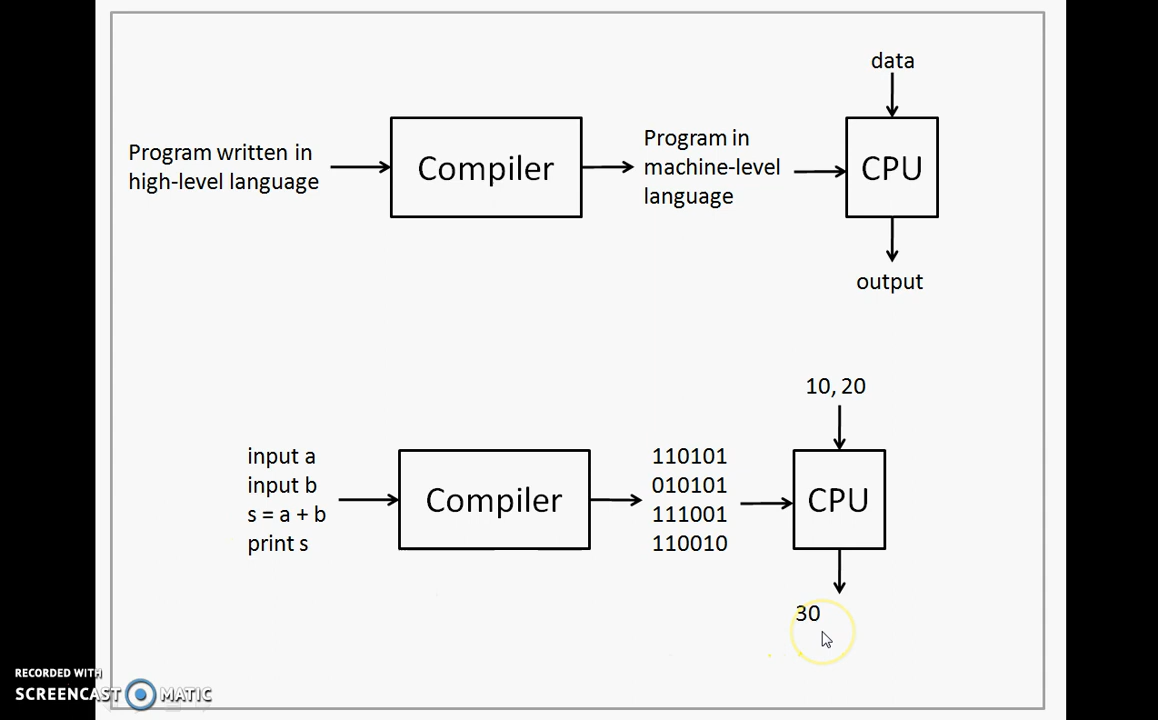 data
Program written in
high-level language
Compiler
Program in
machine-level
language
CPU
output
10, 20
input a
input b
s = a + b
print s
Compiler
110101
010101
111001
110010
CPU
30
RECORDED WITH
SCREENCAST MATIC